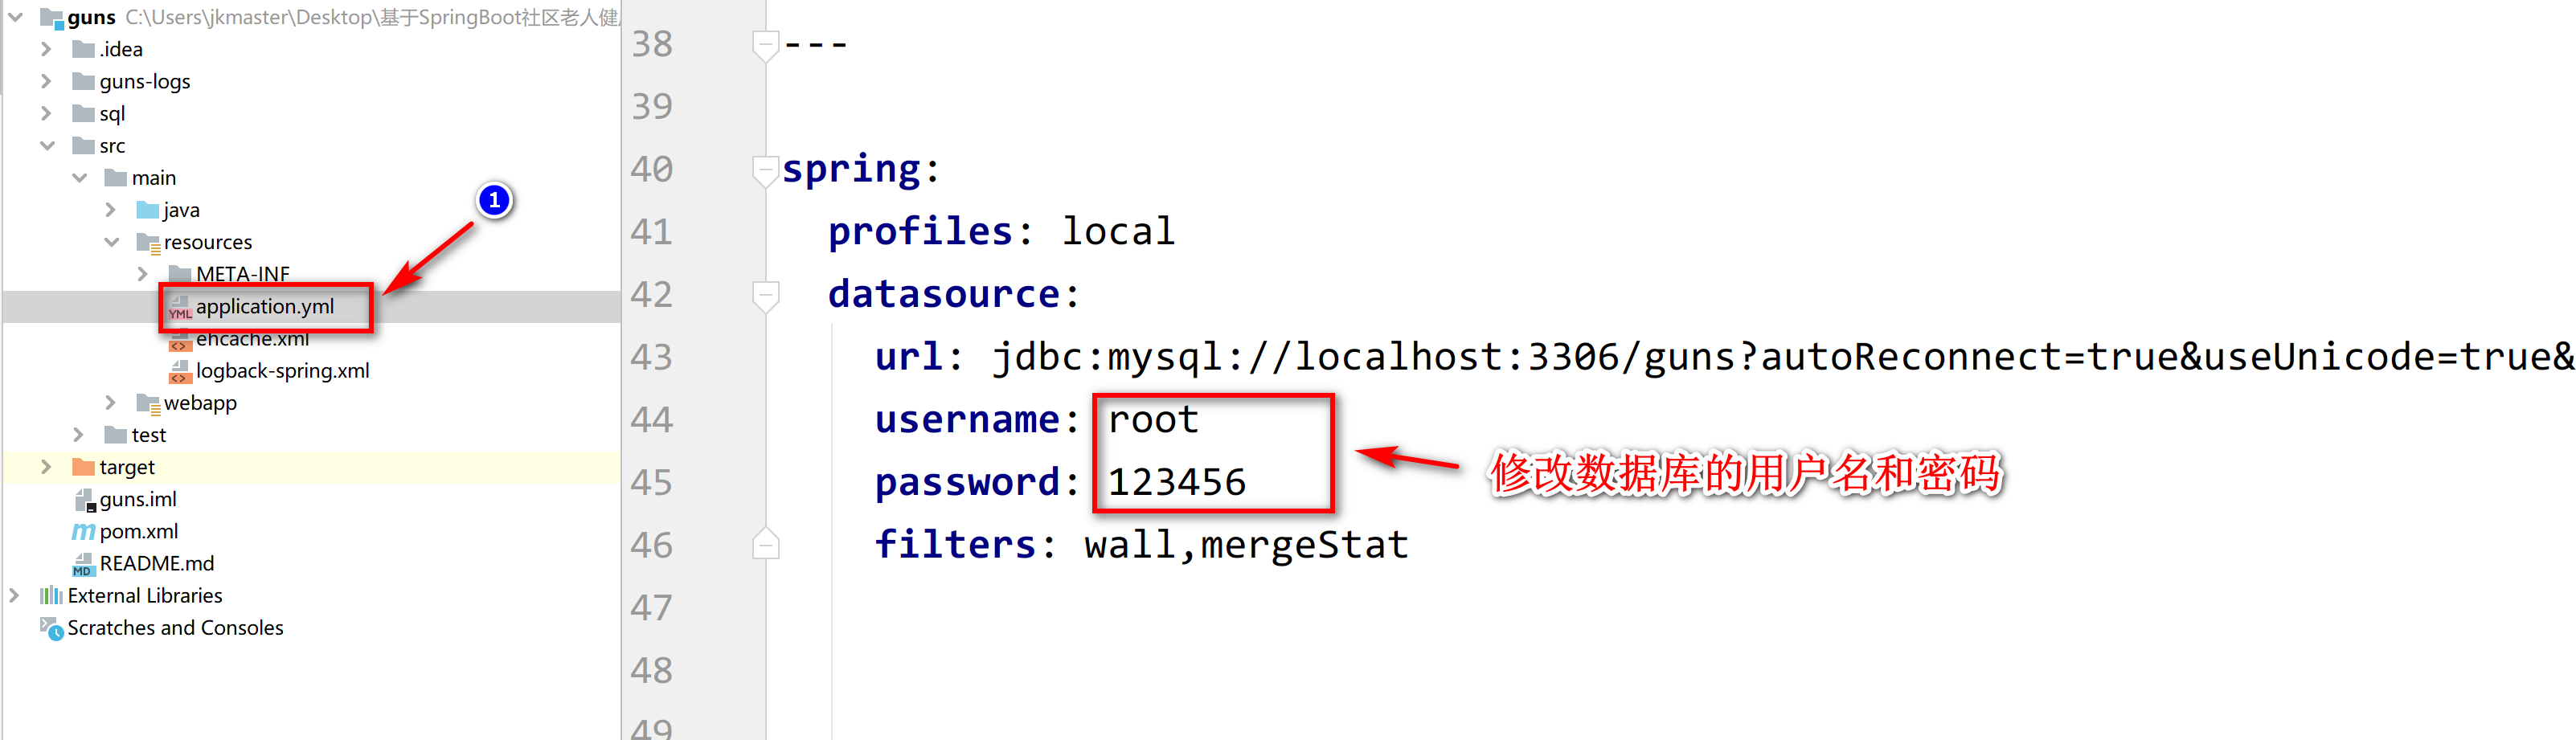 guns C:\Users\jkmaster\Desktop\基于SpringBoot社区老人健
.idea
guns-logs
sql
src
main
java
resources
META-INF
application.yml
ehcache.xml
logback-spring.xml
webapp
test
target
guns.iml
pom.xml
README.md
External Libraries
Scratches and Consoles
1
38 ---
39
40 spring:
41 profiles: local
42 datasource:
43 url: jdbc:mysql://localhost:3306/guns?autoReconnect=true&useUnicode=true&
44 username: root
45 password: 123456
46 filters: wall,mergeStat
47
48
49
修改数据库的用户名和密码